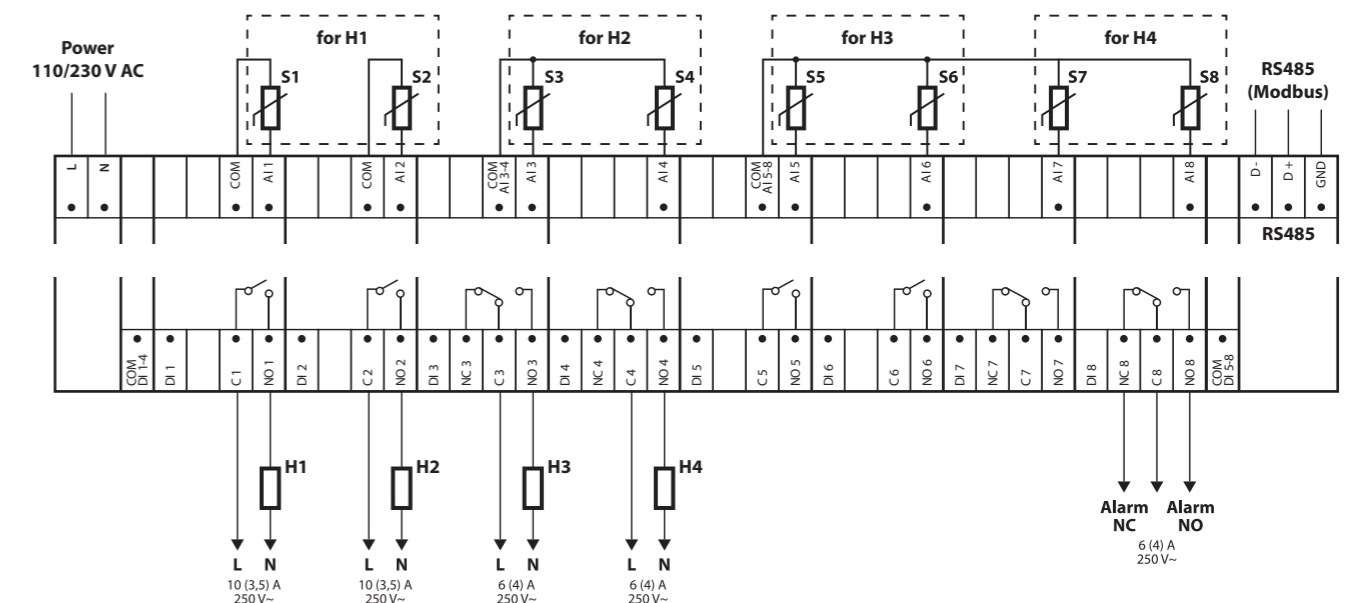 Power
110/230 V AC
for H1
for H2
for H3
for H4
S1
S2
S3
S4
S5
S6
S7
S8
RS485
(Modbus)
L
N
COM
AI 1
COM
AI 2
COM
AI 3-4
AI 3
AI 4
COM
AI 5-8
AI 5
AI 6
AI 7
AI 8
D -
D +
GND
RS485
COM
DI 1-4
DI 1
C 1
NO 1
DI 2
C 2
NO 2
DI 3
NC 3
C 3
NO 3
DI 4
NC 4
C 4
NO 4
DI 5
C 5
NO 5
DI 6
C 6
NO 6
DI 7
NC 7
C 7
NO 7
DI 8
NC 8
C 8
NO 8
COM
DI 5-8
H1
H2
H3
H4
L N
10 (3,5) A
250 V~
L N
10 (3,5) A
250 V~
L N
6 (4) A
250 V~
L N
6 (4) A
250 V~
Alarm
NC
Alarm
NO
6 (4) A
250 V~